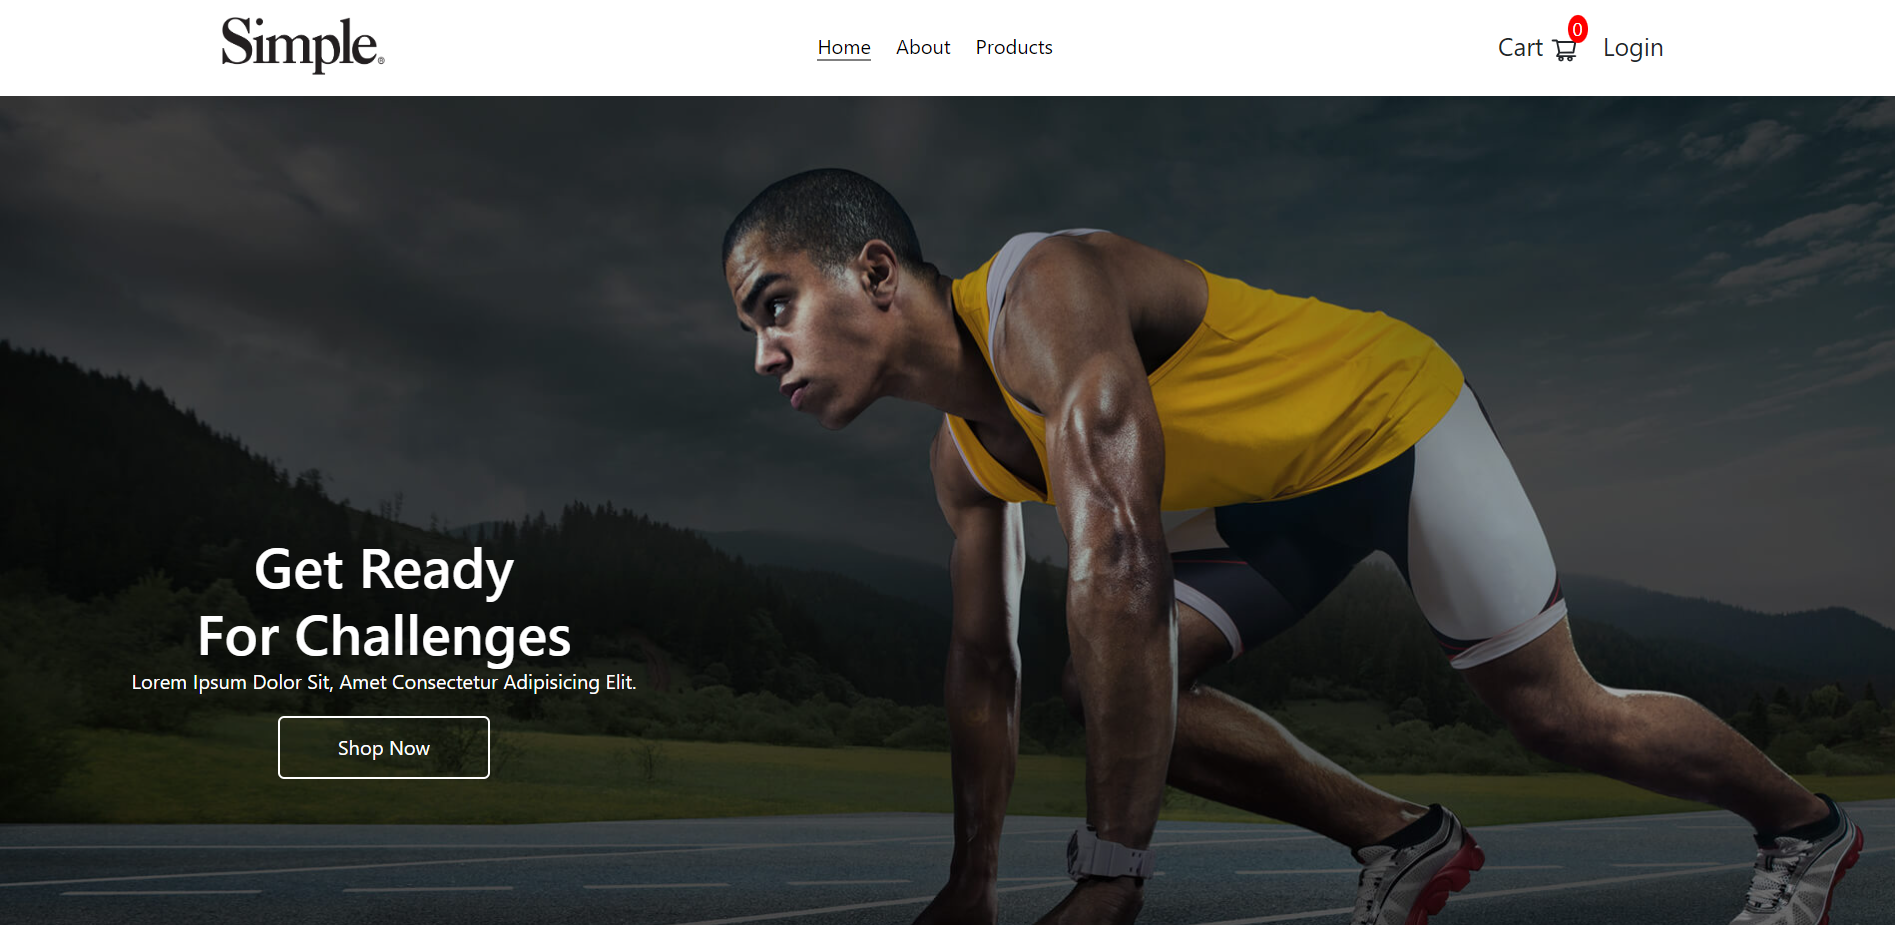 Simple®
Home About Products
Cart 0 Login
Get Ready
For Challenges
Lorem Ipsum Dolor Sit, Amet Consectetur Adipisicing Elit.
Shop Now